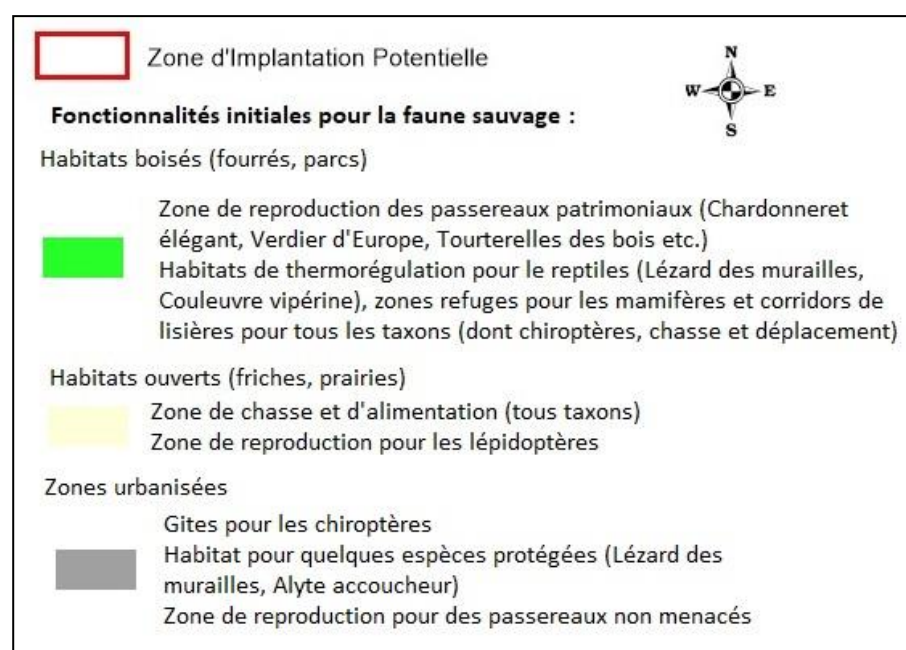 Zone d'Implantation Potentielle
N
W E
S
Fonctionnalités initiales pour la faune sauvage :
Habitats boisés (fourrés, parcs)
Zone de reproduction des passereaux patrimoniaux (Chardonneret
élégant, Verdier d'Europe, Tourterelles des bois etc.)
Habitats de thermorégulation pour le reptiles (Lézard des murailles,
Couleuvre vipérine), zones refuges pour les mamifères et corridors de
lisières pour tous les taxons (dont chiroptères, chasse et déplacement)
Habitats ouverts (friches, prairies)
Zone de chasse et d'alimentation (tous taxons)
Zone de reproduction pour les lépidoptères
Zones urbanisées
Gites pour les chiroptères
Habitat pour quelques espèces protégées (Lézard des
murailles, Alyte accoucheur)
Zone de reproduction pour des passereaux non menacés